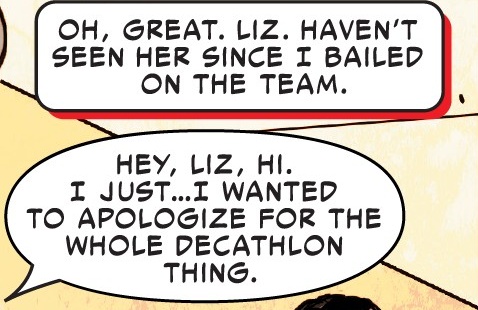 OH, GREAT. LIZ. HAVEN'T
SEEN HER SINCE I BAILED
ON THE TEAM.
HEY, LIZ, HI.
I JUST...I WANTED
TO APOLOGIZE FOR THE
WHOLE DECATHLON
THING.